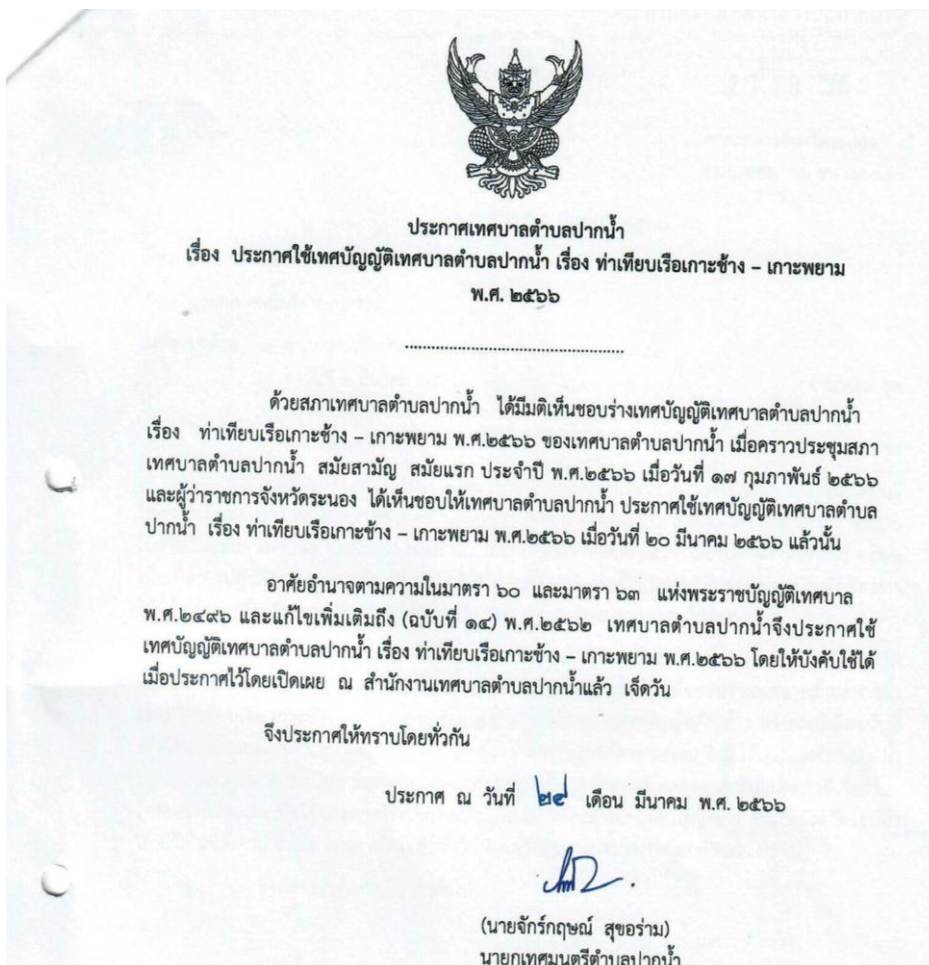 ประกาศเทศบาลตำบลปากน้ำ
เรื่อง ประกาศใช้เทศบัญญัติเทศบาลตำบลปากน้ำ เรื่อง ท่าเทียบเรือเกาะช้าง – เกาะพยาม
พ.ศ. ๒๕๖๖
ด้วยสภาเทศบาลตำบลปากน้ำ ได้มีมติเห็นชอบร่างเทศบัญญัติเทศบาลตำบลปากน้ำ
เรื่อง ท่าเทียบเรือเกาะช้าง – เกาะพยาม พ.ศ.๒๕๖๖ ของเทศบาลตำบลปากน้ำ เมื่อคราวประชุมสภา
เทศบาลตำบลปากน้ำ สมัยสามัญ สมัยแรก ประจำปี พ.ศ.๒๕๖๖ เมื่อวันที่ ๑๗ กุมภาพันธ์ ๒๕๖๖
และผู้ว่าราชการจังหวัดระนอง ได้เห็นชอบให้เทศบาลตำบลปากน้ำ ประกาศใช้เทศบัญญัติเทศบาลตำบล
ปากน้ำ เรื่อง ท่าเทียบเรือเกาะช้าง – เกาะพยาม พ.ศ.๒๕๖๖ เมื่อวันที่ ๒๐ มีนาคม ๒๕๖๖ แล้วนั้น
อาศัยอำนาจตามความในมาตรา ๖๐ และมาตรา ๖๓ แห่งพระราชบัญญัติเทศบาล
พ.ศ.๒๔๙๖ และแก้ไขเพิ่มเติมถึง (ฉบับที่ ๑๔) พ.ศ.๒๕๖๒ เทศบาลตำบลปากน้ำจึงประกาศใช้
เทศบัญญัติเทศบาลตำบลปากน้ำ เรื่อง ท่าเทียบเรือเกาะช้าง – เกาะพยาม พ.ศ.๒๕๖๖ โดยให้บังคับใช้ได้
เมื่อประกาศไว้โดยเปิดเผย ณ สำนักงานเทศบาลตำบลปากน้ำแล้ว เจ็ดวัน
จึงประกาศให้ทราบโดยทั่วกัน
ประกาศ ณ วันที่ ๒๙ เดือน มีนาคม พ.ศ. ๒๕๖๖
(นายจักร์กฤษณ์ สุขอร่าม)
นายกเทศมนตรีตำบลปากน้ำ